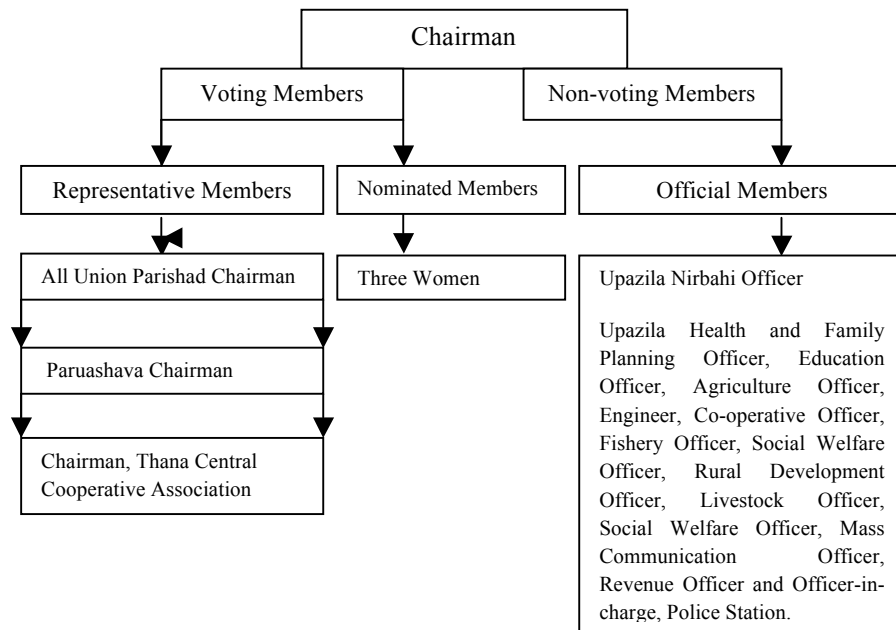 Chairman
Voting Members
Non-voting Members
Representative Members
Nominated Members
Official Members
All Union Parishad Chairman
Three Women
Paruashava Chairman
Chairman, Thana Central
Cooperative Association
Upazila Nirbahi Officer
Upazila Health and Family
Planning Officer, Education
Officer, Agriculture Officer,
Engineer, Co-operative Officer,
Fishery Officer, Social Welfare
Officer, Rural Development
Officer, Livestock Officer,
Social Welfare Officer, Mass
Communication Officer,
Revenue Officer and Officer-in-
charge, Police Station.